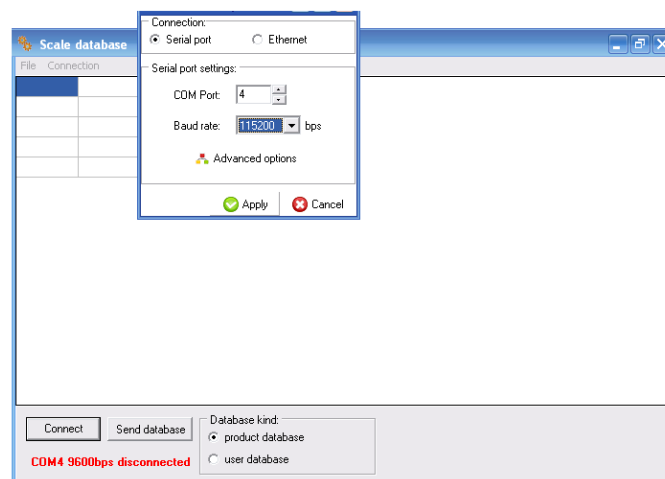 Connection:
Serial port Ethernet
Scale database
File Connection
Serial port settings:
COM Port: 4
Baud rate: 115200 bps
Advanced options
Apply Cancel
Connect Send database
Database kind:
product database
user database
COM4 9600bps disconnected